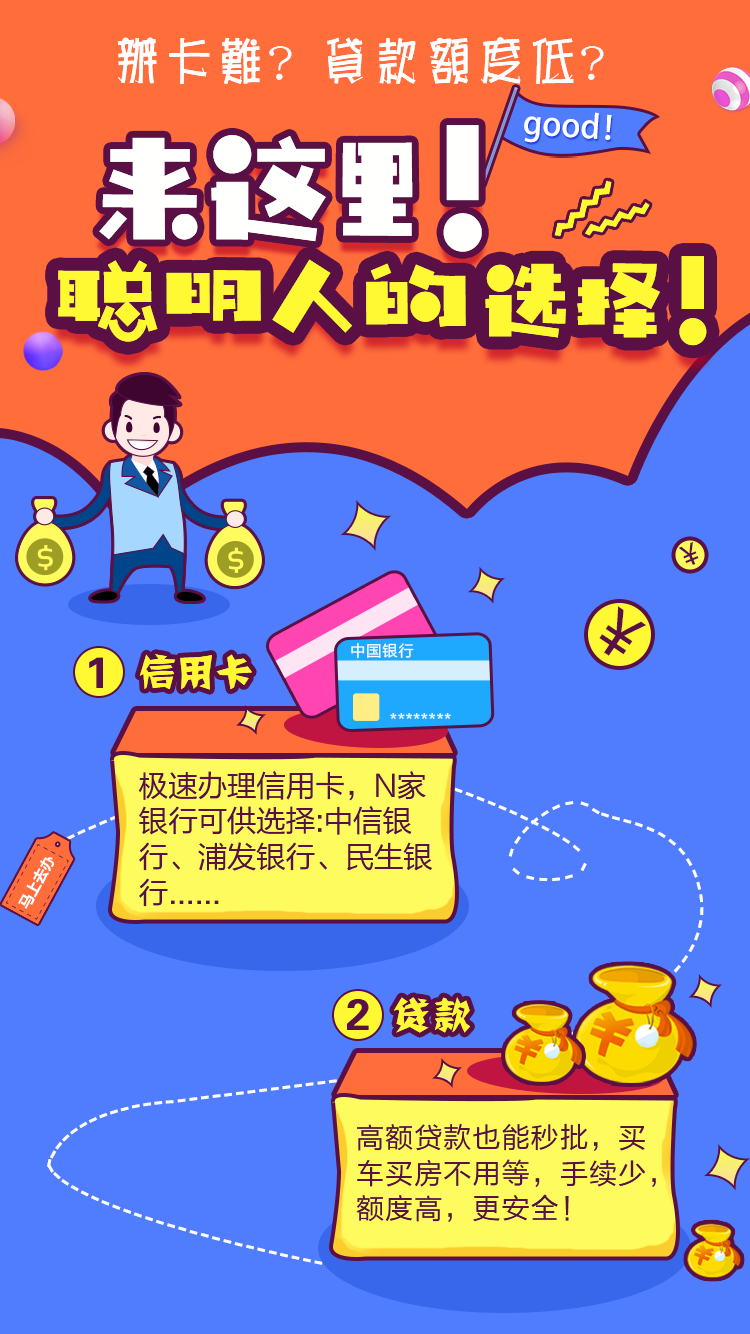 辦卡難？貸款額度低？
good!
来这里！
聪明人的选择！
$
$
中国银行
********
① 信用卡
极速办理信用卡，N家
银行可供选择:中信银
行、浦发银行、民生银
行......
马上去办
② 贷款
高额贷款也能秒批，买
车买房不用等，手续少，
额度高，更安全！